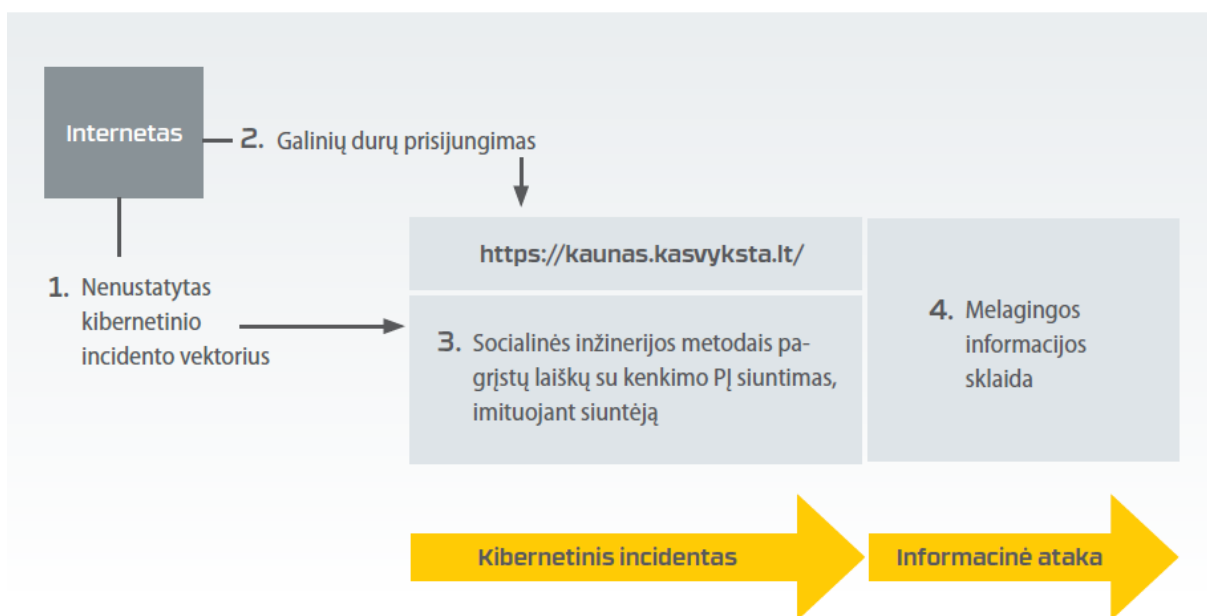 Internetas
2. Galinių durų prisijungimas
1. Nenustatytas
kibernetinio
incidento vektorius
https://kaunas.kasvyksta.lt/
3. Socialinės inžinerijos metodais pa-
grįstų laiškų su kenkimo PĮ siuntimas,
imituojant siuntėją
4. Melagingos
informacijos
sklaida
Kibernetinis incidentas
Informacinė ataka